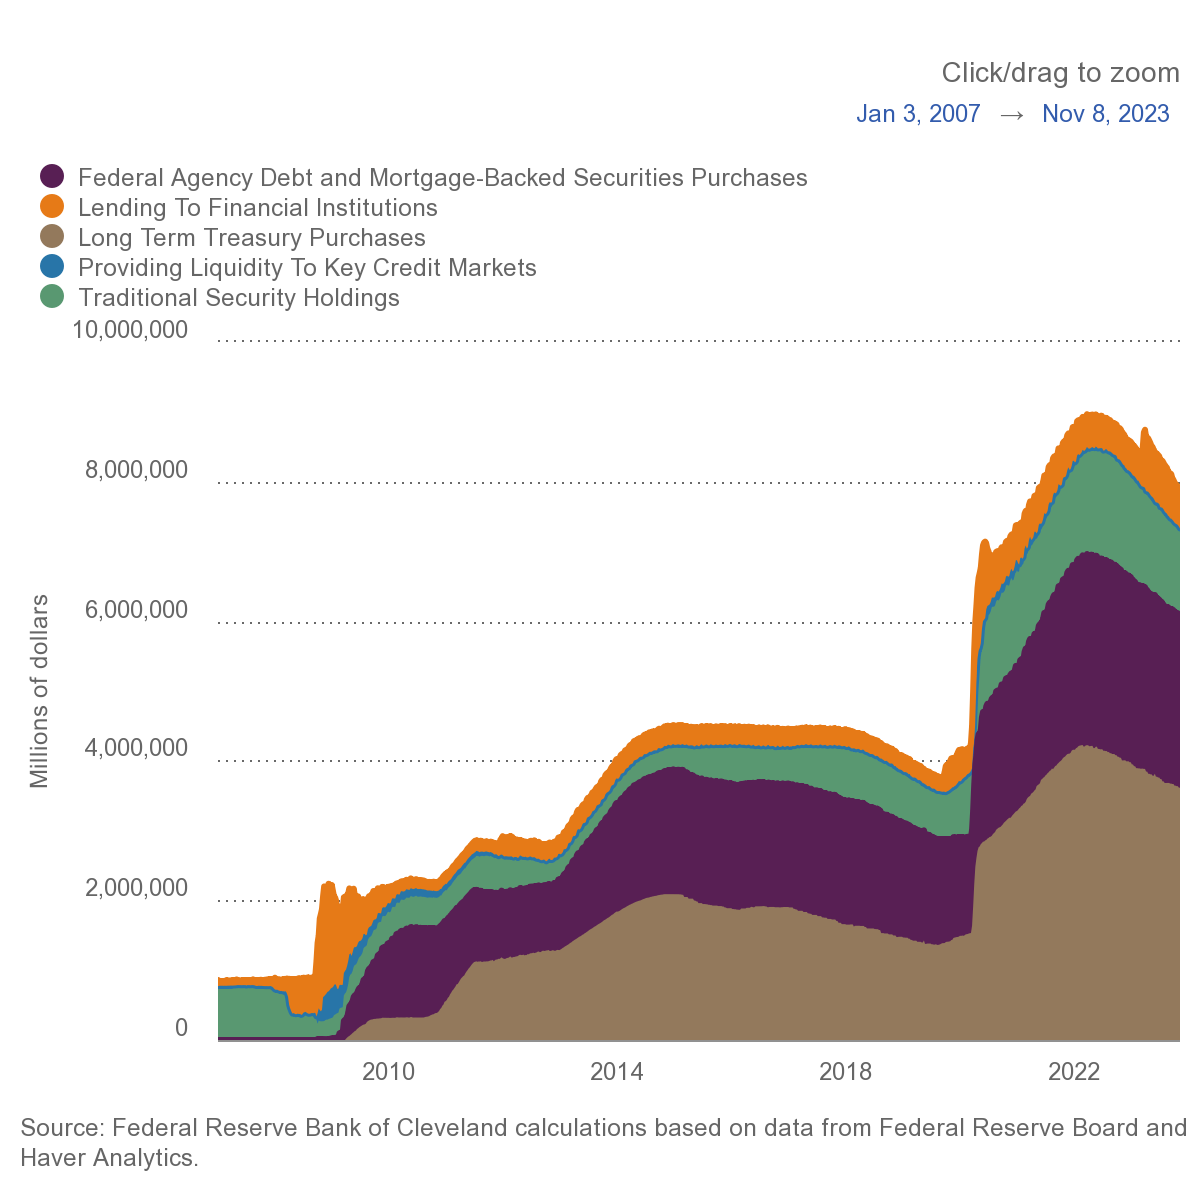 Click/drag to zoom
Jan 3, 2007 → Nov 8, 2023
Federal Agency Debt and Mortgage-Backed Securities Purchases
Lending To Financial Institutions
Long Term Treasury Purchases
Providing Liquidity To Key Credit Markets
Traditional Security Holdings
10,000,000
8,000,000
6,000,000
4,000,000
2,000,000
0
Millions of dollars
2010 2014 2018 2022
Source: Federal Reserve Bank of Cleveland calculations based on data from Federal Reserve Board and
Haver Analytics.